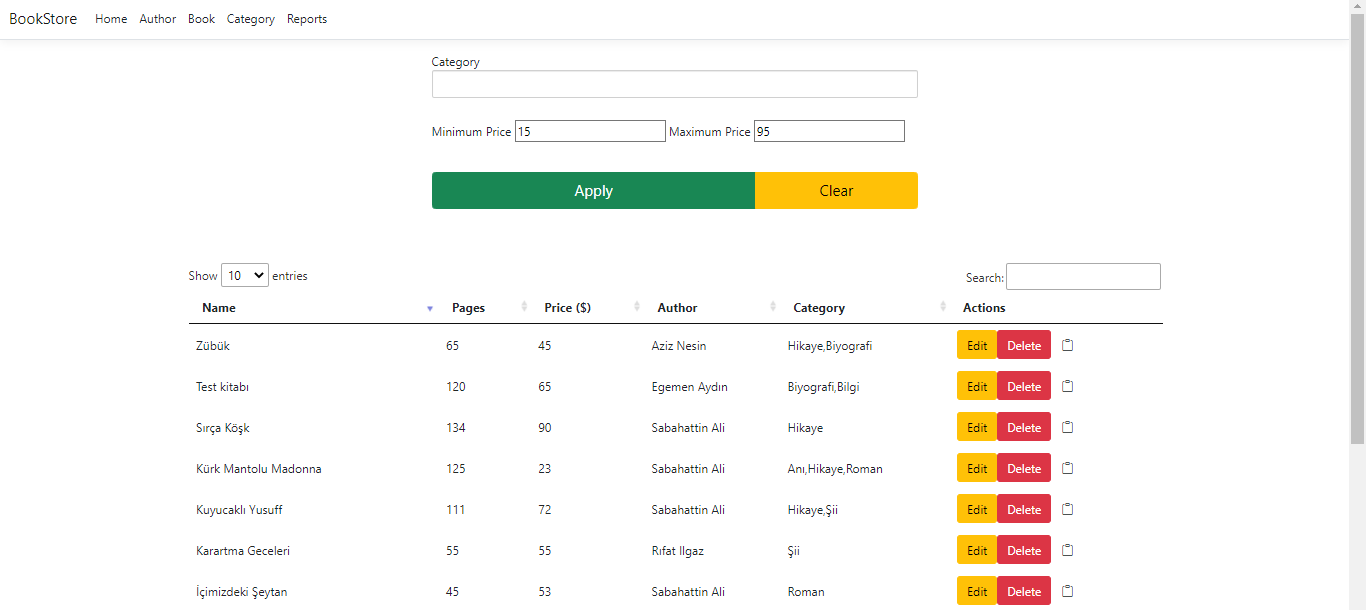 BookStore Home Author Book Category Reports
Category
Minimum Price 15 Maximum Price 95
Apply Clear
Show 10 entries Search:
Name Pages Price ($) Author Category Actions
Zübük 65 45 Aziz Nesin Hikaye,Biyografi Edit Delete
Test kitabı 120 65 Egemen Aydın Biyografi,Bilgi Edit Delete
Sırça Köşk 134 90 Sabahattin Ali Hikaye Edit Delete
Kürk Mantolu Madonna 125 23 Sabahattin Ali Anı,Hikaye,Roman Edit Delete
Kuyucaklı Yusuff 111 72 Sabahattin Ali Hikaye,Şii Edit Delete
Karartma Geceleri 55 55 Rıfat Ilgaz Şii Edit Delete
İçimizdeki Şeytan 45 53 Sabahattin Ali Roman Edit Delete